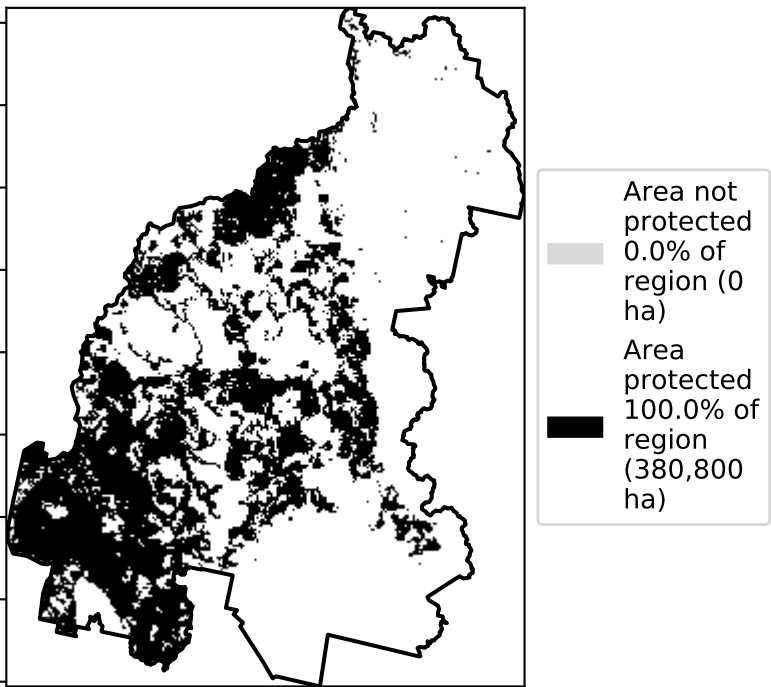 Area not
protected
0.0% of
region (0
ha)
Area
protected
100.0% of
region
(380,800
ha)